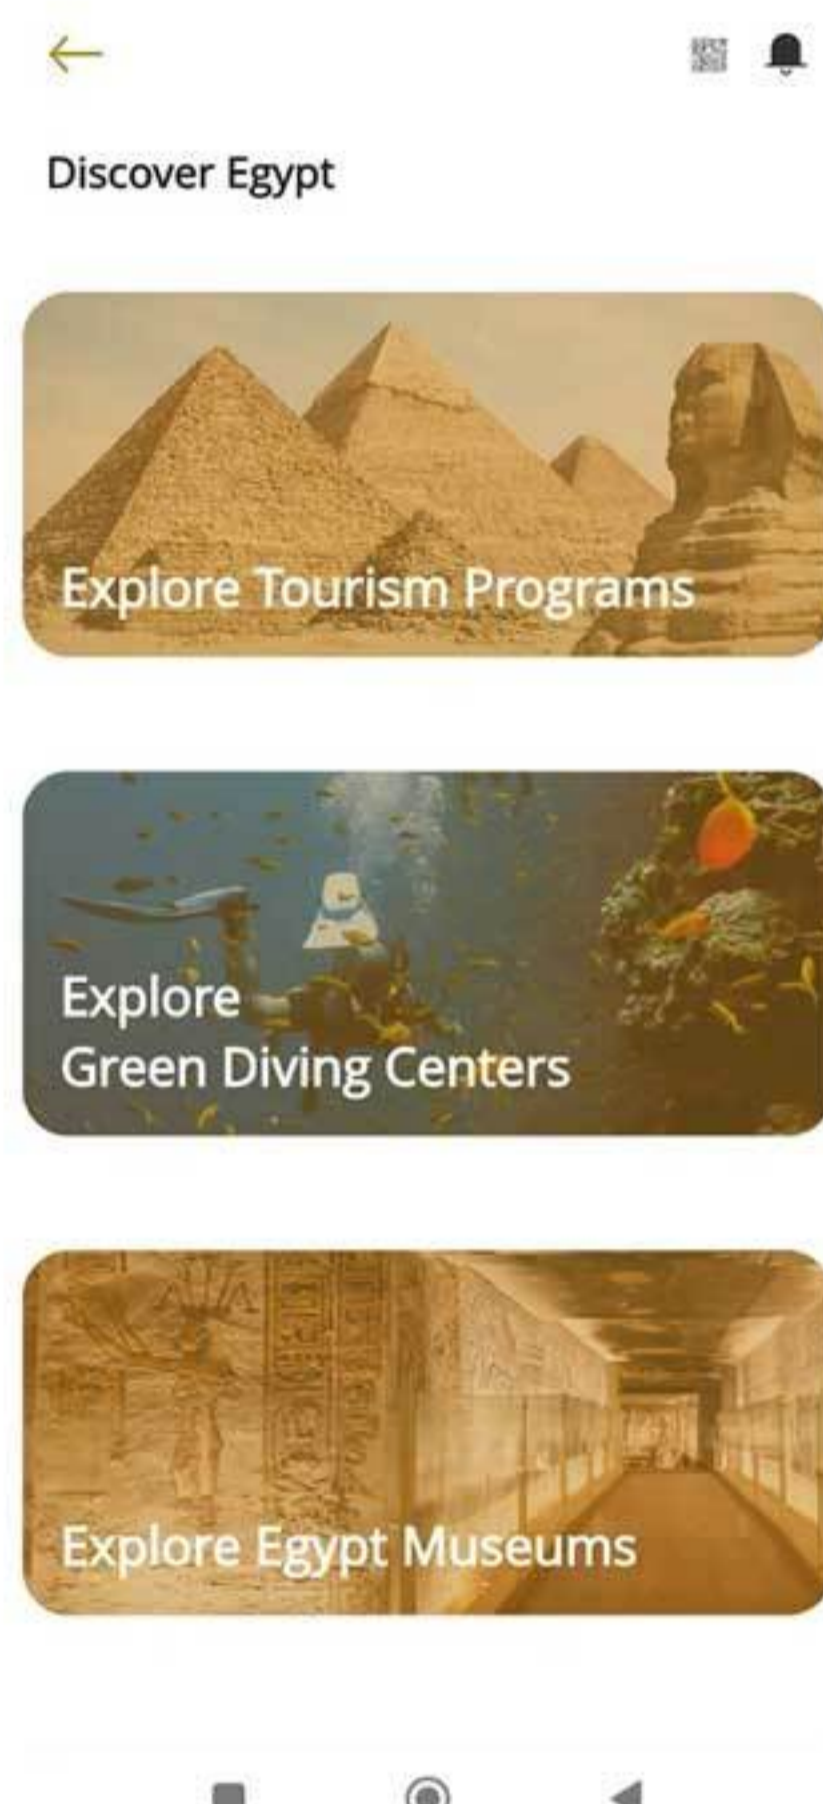 Discover Egypt
Explore Tourism Programs
Explore
Green Diving Centers
Explore Egypt Museums